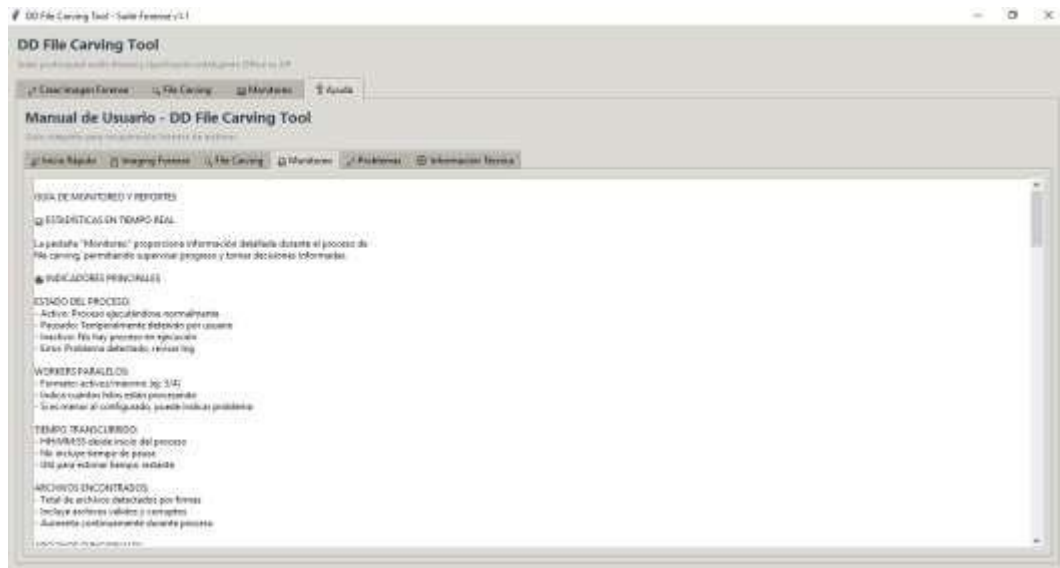 DD File Carving Tool - Suite Forense v1.1
DD File Carving Tool
Crear Imagen Forense File Carving Monitoreo Ayuda
Manual de Usuario - DD File Carving Tool
Inicio Rápido Imaging Forense File Carving Monitoreo Problemas Información Técnica
GUÍA DE MONITOREO Y REPORTES
ESTADÍSTICAS EN TIEMPO REAL
La pestaña "Monitoreo" proporciona información detallada durante el proceso de
file carving, permitiendo supervisar progreso y tomar decisiones informadas.
INDICADORES PRINCIPALES
ESTADO DEL PROCESO:
- Activo: Proceso ejecutándose normalmente
- Pausado: Temporalmente detenido por usuario
- Inactivo: No hay proceso en ejecución
- Error: Problema detectado, revisar log
WORKERS PARALELOS:
- Formato: activos/máximo (ej: 3/4)
- Indica cuántos hilos están procesando
- Si es menor al configurado, puede indicar problema
TIEMPO TRANSCURRIDO:
- HH:MM:SS desde inicio del proceso
- No incluye tiempo de pausa
- Útil para estimar tiempo restante
ARCHIVOS ENCONTRADOS:
- Total de archivos detectados por firmas
- Incluye archivos válidos y corruptos
- Aumenta continuamente durante proceso